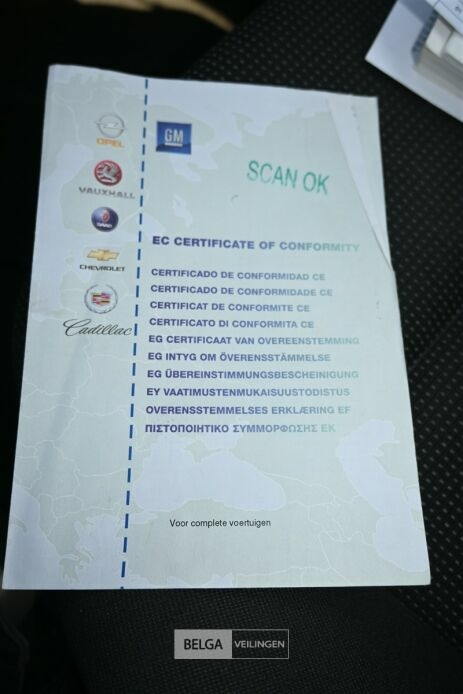 OPEL
VAUXHALL
SAAB
CHEVROLET
Cadillac
GM
SCAN OK
EC CERTIFICATE OF CONFORMITY
CERTIFICADO DE CONFORMIDAD CE
CERTIFICADO DE CONFORMIDADE CE
CERTIFICAT DE CONFORMITE CE
CERTIFICATO DI CONFORMITA CE
EG CERTIFICAAT VAN OVEREENSTEMMING
EG INTYG OM ÖVERENSSTÄMMELSE
EG ÜBEREINSTIMMUNGSBESCHEINIGUNG
EY VAATIMUSTENMUKAISUUSTODISTUS
OVERENSSTEMMELSES ERKLÆRING EF
ΠΙΣΤΟΠΟΙΗΤΙΚΟ ΣΥΜΜΟΡΦΩΣΗΣ ΕΚ
Voor complete voertuigen
BELGA VEILINGEN